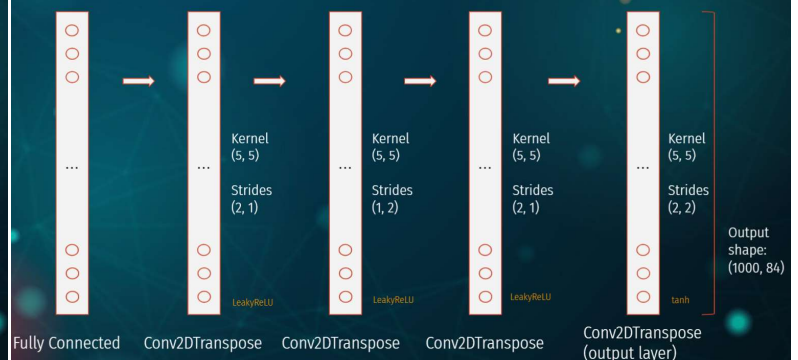 ...
...
Kernel
(5, 5)
Strides
(2, 1)
LeakyReLU
...
Kernel
(5, 5)
Strides
(1, 2)
LeakyReLU
...
Kernel
(5, 5)
Strides
(2, 1)
LeakyReLU
...
Kernel
(5, 5)
Strides
(2, 2)
tanh
Output
shape:
(1000, 84)
Fully Connected
Conv2DTranspose
Conv2DTranspose
Conv2DTranspose
Conv2DTranspose
(output layer)